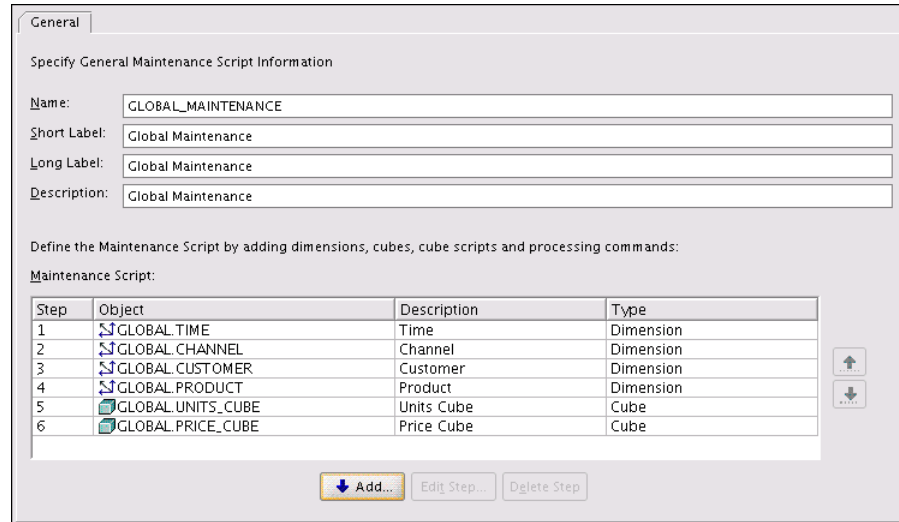 General
Specify General Maintenance Script Information
Name: GLOBAL_MAINTENANCE
Short Label: Global Maintenance
Long Label: Global Maintenance
Description: Global Maintenance
Define the Maintenance Script by adding dimensions, cubes, cube scripts and processing commands:
Maintenance Script:
Step Object Description Type
1 GLOBAL.TIME Time Dimension
2 GLOBAL.CHANNEL Channel Dimension
3 GLOBAL.CUSTOMER Customer Dimension
4 GLOBAL.PRODUCT Product Dimension
5 GLOBAL.UNITS_CUBE Units Cube Cube
6 GLOBAL.PRICE_CUBE Price Cube Cube
Add... Edit Step... Delete Step